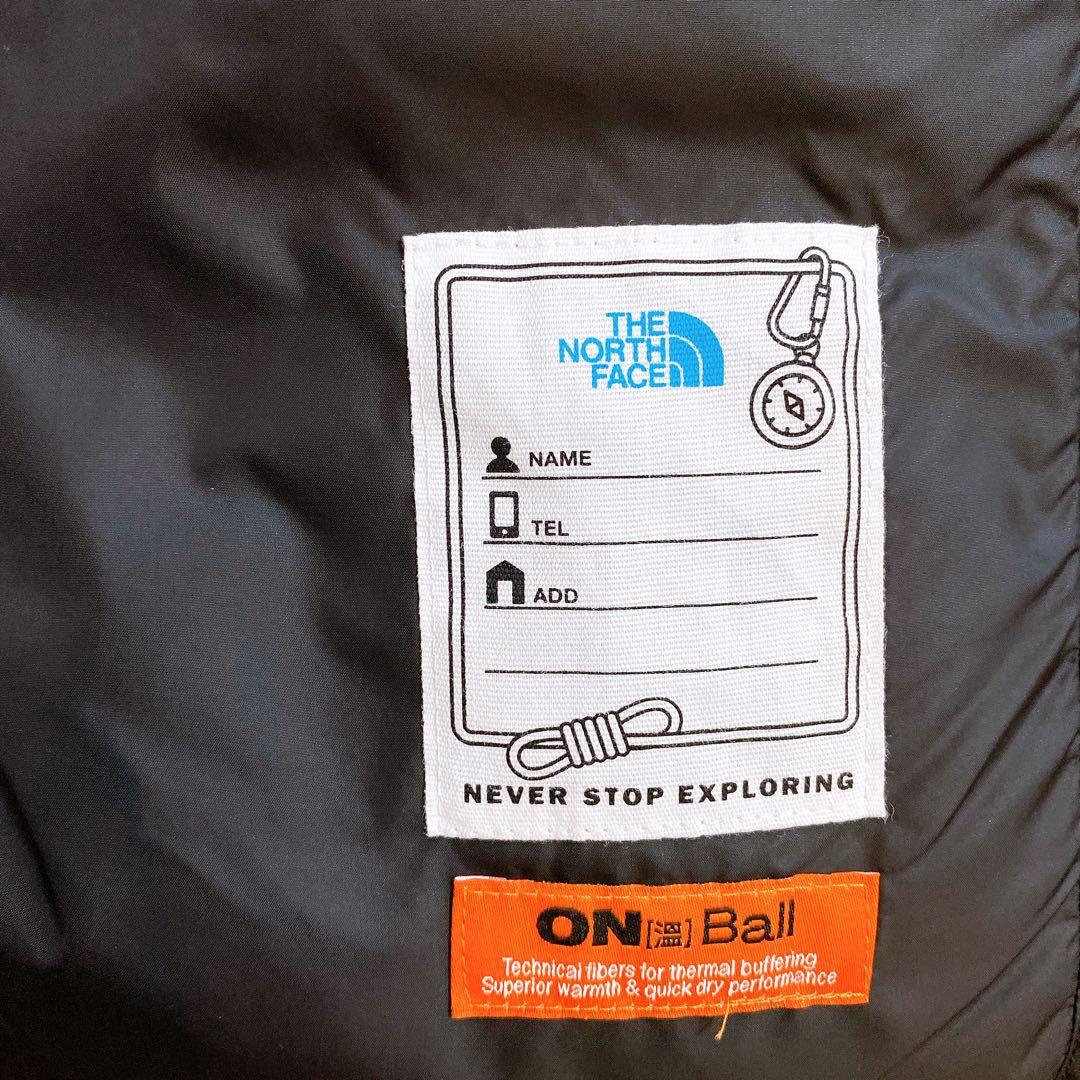 THE
NORTH
FACE
NAME
TEL
ADD
NEVER STOP EXPLORING
ON[溫] Ball
Technical fibers for thermal buffering
Superior warmth & quick dry performance